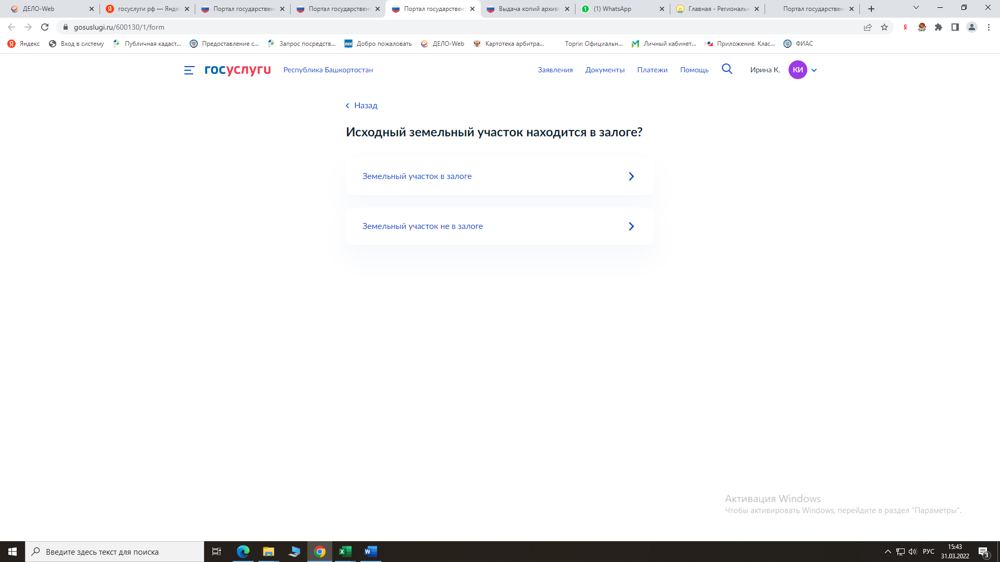 ДЕЛО-Web
госуслуги рф — Янде
Портал государствен
Портал государствен
Портал государствен
Выдача копий архив
(1) WhatsApp
Главная - Региональ
Портал государствен
gosuslugi.ru/600130/1/form
Яндекс
Вход в систему
Публичная кадаст...
Предоставление с...
Запрос посредств...
Добро пожаловать
ДЕЛО-Web
Картотека арбитра...
Торги: Официальн...
Личный кабинет...
Приложение. Клас...
ФИАС
госуслуги
Республика Башкортостан
Заявления
Документы
Платежи
Помощь
Ирина К.
КИ
Назад
Исходный земельный участок находится в залоге?
Земельный участок в залоге
Земельный участок не в залоге
Активация Windows
Чтобы активировать Windows, перейдите в раздел "Параметры".
Введите здесь текст для поиска
РУС
15:43
31.03.2022
3